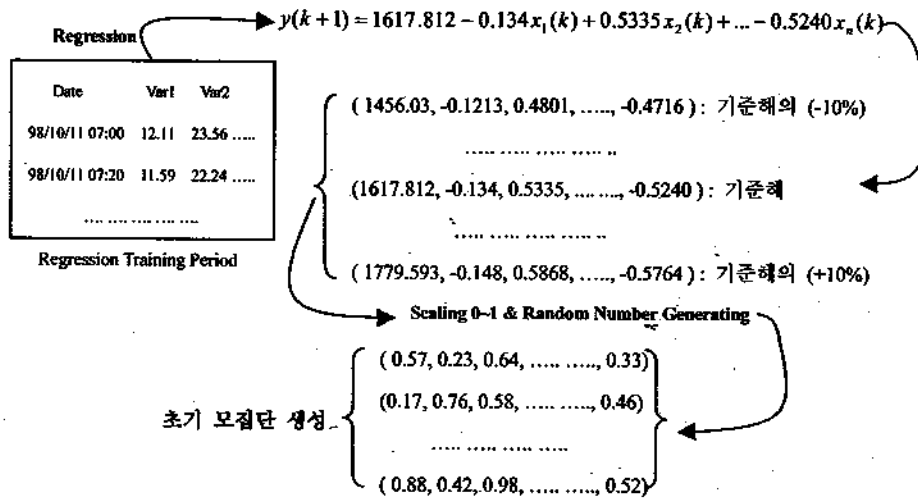 y(k+1) = 1617.812 - 0.134x₁(k) + 0.5335x₂(k) + ... - 0.5240xₙ(k)
Regression
Date Var1 Var2
98/10/11 07:00 12.11 23.56 .....
98/10/11 07:20 11.59 22.24 .....
.... .... .... ....
Regression Training Period
( 1456.03, -0.1213, 0.4801, ....., -0.4716 ) : 기준해의 (-10%)
..... ..... ..... ..
(1617.812, -0.134, 0.5335, .... ...., -0.5240 ) : 기준해
..... ..... ..... ..
( 1779.593, -0.148, 0.5868, ....., -0.5764 ) : 기준해의 (+10%)
Scaling 0~1 & Random Number Generating
( 0.57, 0.23, 0.64, ..... ....., 0.33)
(0.17, 0.76, 0.58, ..... ....., 0.46)
초기 모집단 생성
..... ..... ..... .....
( 0.88, 0.42, 0.98, ..... ....., 0.52)